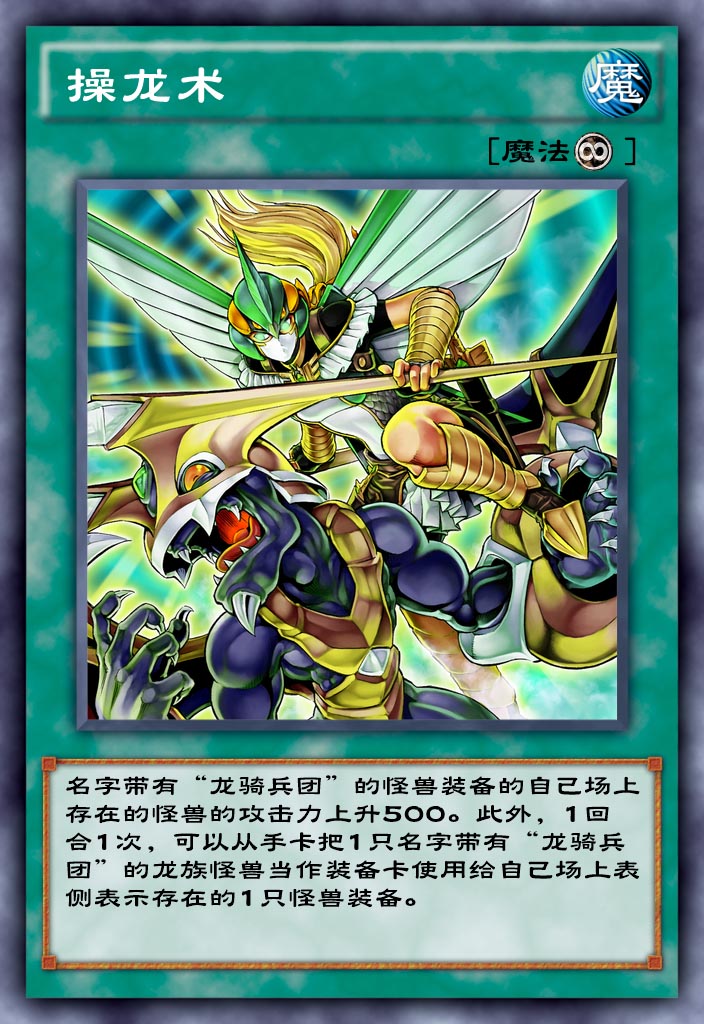 操龙术
魔
[魔法∞]
名字带有“龙骑兵团”的怪兽装备的自己场上
存在的怪兽的攻击力上升500。此外，1回
合1次，可以从手卡把1只名字带有“龙骑兵
团”的龙族怪兽当作装备卡使用给自己场上表
侧表示存在的1只怪兽装备。